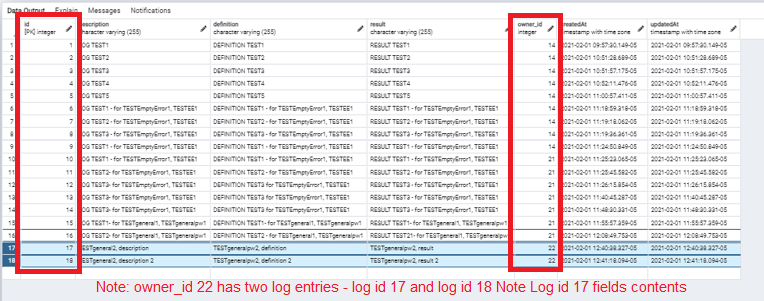 Data Output Explain Messages Notifications
id description definition result owner_id createdAt updatedAt
[PK] integer character varying (255) character varying (255) character varying (255) integer timestamp with time zone timestamp with time zone
1 1 OG TEST1 DEFINITION TEST1 RESULT TEST1 14 2021-02-01 09:57:30.149-05 2021-02-01 09:57:30.149-05
2 2 OG TEST2 DEFINITION TEST2 RESULT TEST2 14 2021-02-01 10:51:28.689-05 2021-02-01 10:51:28.689-05
3 3 OG TEST3 DEFINITION TEST3 RESULT TEST3 14 2021-02-01 10:51:57.175-05 2021-02-01 10:51:57.175-05
4 4 OG TEST4 DEFINITION TEST4 RESULT TEST4 14 2021-02-01 10:52:11.476-05 2021-02-01 10:52:11.476-05
5 5 OG TEST5 DEFINITION TEST5 RESULT TEST5 14 2021-02-01 11:00:57.411-05 2021-02-01 11:00:57.411-05
6 6 OG TEST1 - for TESTEmptyError1, TESTEE1 DEFINITION TEST1 - for TESTEmptyError1, TESTEE1 RESULT TEST1 - for TESTEmptyError1, TESTEE1 14 2021-02-01 11:18:59.318-05 2021-02-01 11:18:59.318-05
7 7 OG TEST2 - for TESTEmptyError1, TESTEE1 DEFINITION TEST2 - for TESTEmptyError1, TESTEE1 RESULT TEST2 - for TESTEmptyError1, TESTEE1 14 2021-02-01 11:19:18.062-05 2021-02-01 11:19:18.062-05
8 8 OG TEST3 - for TESTEmptyError1, TESTEE1 DEFINITION TEST3 - for TESTEmptyError1, TESTEE1 RESULT TEST3 - for TESTEmptyError1, TESTEE1 14 2021-02-01 11:19:36.361-05 2021-02-01 11:19:36.361-05
9 9 OG TEST1 - for TESTEmptyError1, TESTEE1 DEFINITION TEST1 - for TESTEmptyError1, TESTEE1 RESULT TEST1 - for TESTEmptyError1, TESTEE1 14 2021-02-01 11:24:50.849-05 2021-02-01 11:24:50.849-05
10 10 OG TEST1- for TESTEmptyError1, TESTEE1 DEFINITION TEST1 for TESTEmptyError1, TESTEE1 RESULT TEST1- for TESTEmptyError1, TESTEE1 21 2021-02-01 11:25:23.065-05 2021-02-01 11:25:23.065-05
11 11 OG TEST2- for TESTEmptyError1, TESTEE1 DEFINITION TEST2- for TESTEmptyError1, TESTEE1 RESULT TEST2- for TESTEmptyError1, TESTEE1 21 2021-02-01 11:25:45.582-05 2021-02-01 11:25:45.582-05
12 12 OG TEST3- for TESTEmptyError1, TESTEE1 DEFINITION TEST3 for TESTEmptyError1, TESTEE1 RESULT TEST3- for TESTEmptyError1, TESTEE1 21 2021-02-01 11:26:15.854-05 2021-02-01 11:26:15.854-05
13 13 OG TEST3- for TESTEmptyError1, TESTEE1 DEFINITION TEST3 for TESTEmptyError1, TESTEE1 RESULT TEST3- for TESTEmptyError1, TESTEE1 21 2021-02-01 11:40:45.287-05 2021-02-01 11:40:45.287-05
14 14 OG TEST3- for TESTEmptyError1, TESTEE1 DEFINITION TEST3 for TESTEmptyError1, TESTEE1 RESULT TEST3- for TESTEmptyError1, TESTEE1 21 2021-02-01 11:48:30.331-05 2021-02-01 11:48:30.331-05
15 15 OG TEST1- for TESTgeneral1, TESTgeneralpw1 DEFINITION TEST1- for TESTgeneral1, TESTgeneralpw1 RESULT TEST1- for TESTgeneral1, TESTgeneralpw1 21 2021-02-01 11:55:57.359-05 2021-02-01 11:55:57.359-05
16 16 OG TEST2- for TESTgeneral1, TESTgeneralpw1 DEFINITION TEST2- for TESTgeneral1, TESTgeneralpw1 RESULT TEST2- for TESTgeneral1, TESTgeneralpw1 21 2021-02-01 12:08:49.753-05 2021-02-01 12:08:49.753-05
17 17 ESTgeneral2, description TESTgeneralpw2, definition TESTgeneralpw2, result 22 2021-02-01 12:40:38.327-05 2021-02-01 12:40:38.327-05
18 18 ESTgeneral2, description 2 TESTgeneralpw2, definition 2 TESTgeneralpw2, result 2 22 2021-02-01 12:41:18.094-05 2021-02-01 12:41:18.094-05
Note: owner_id 22 has two log entries - log id 17 and log id 18 Note Log id 17 fields contents